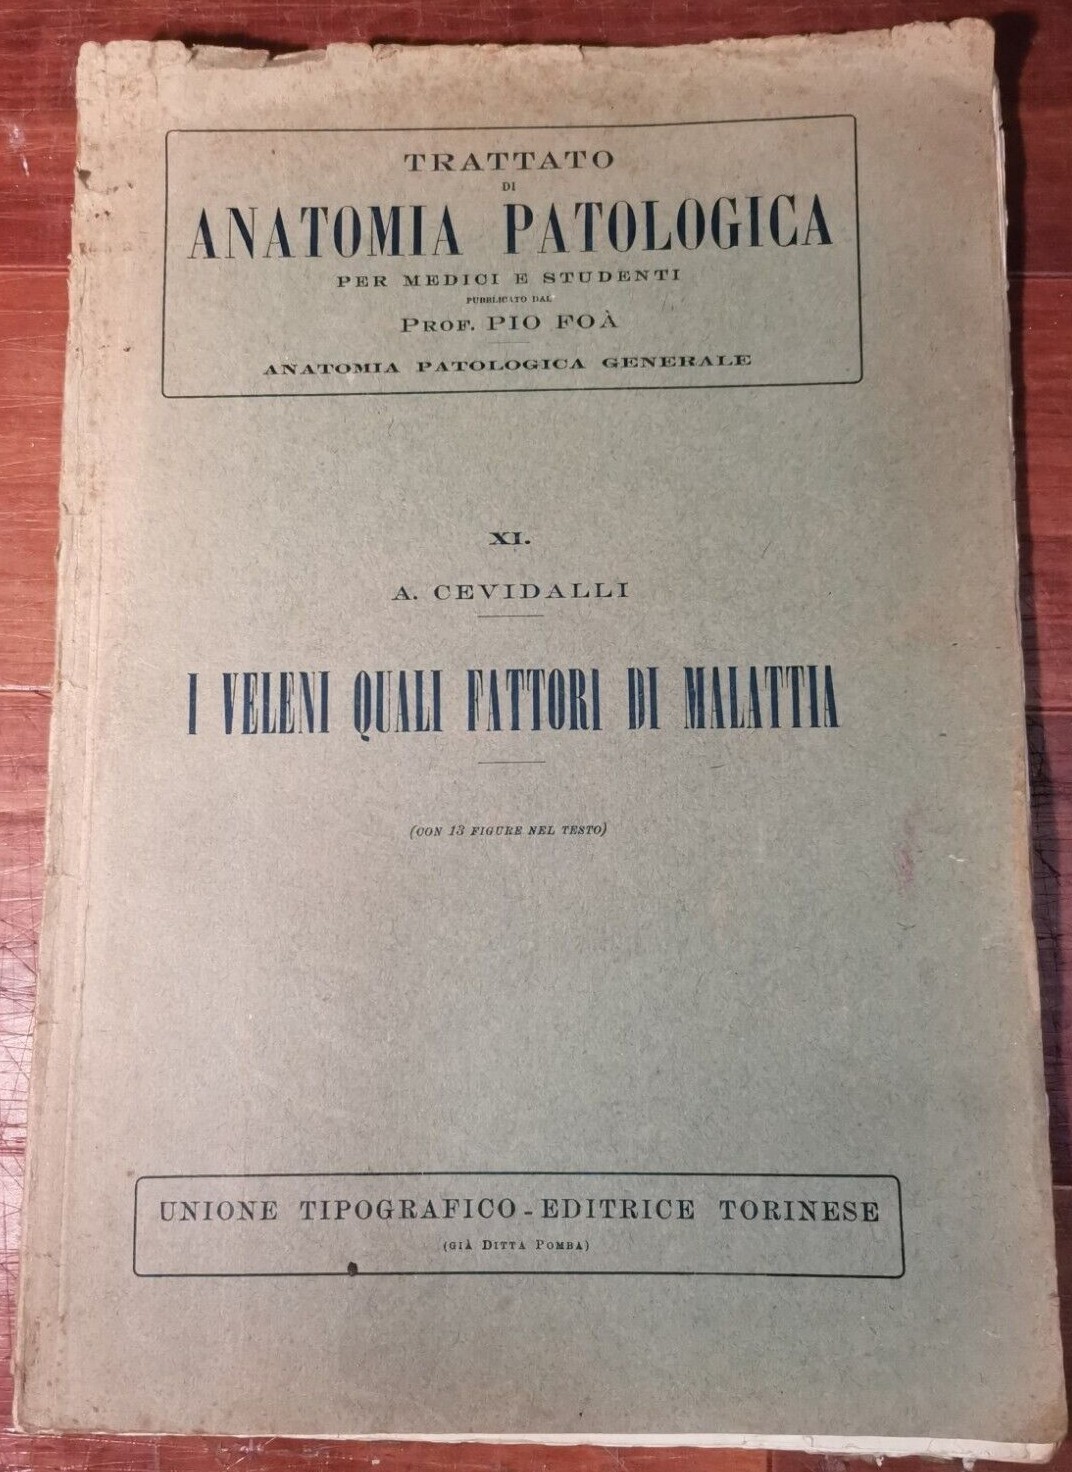 TRATTATO
DI
ANATOMIA PATOLOGICA
PER MEDICI E STUDENTI
PUBBLICATO DAL
PROF. PIO FOÀ
ANATOMIA PATOLOGICA GENERALE
XI.
A. CEVIDALLI
I VELENI QUALI FATTORI DI MALATTIA
(CON 13 FIGURE NEL TESTO)
UNIONE TIPOGRAFICO-EDITRICE TORINESE
(GIÀ DITTA POMBA)